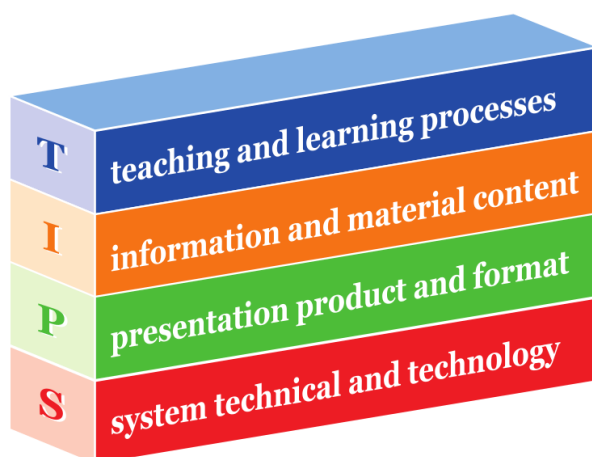 T teaching and learning processes
I information and material content
P presentation product and format
S system technical and technology